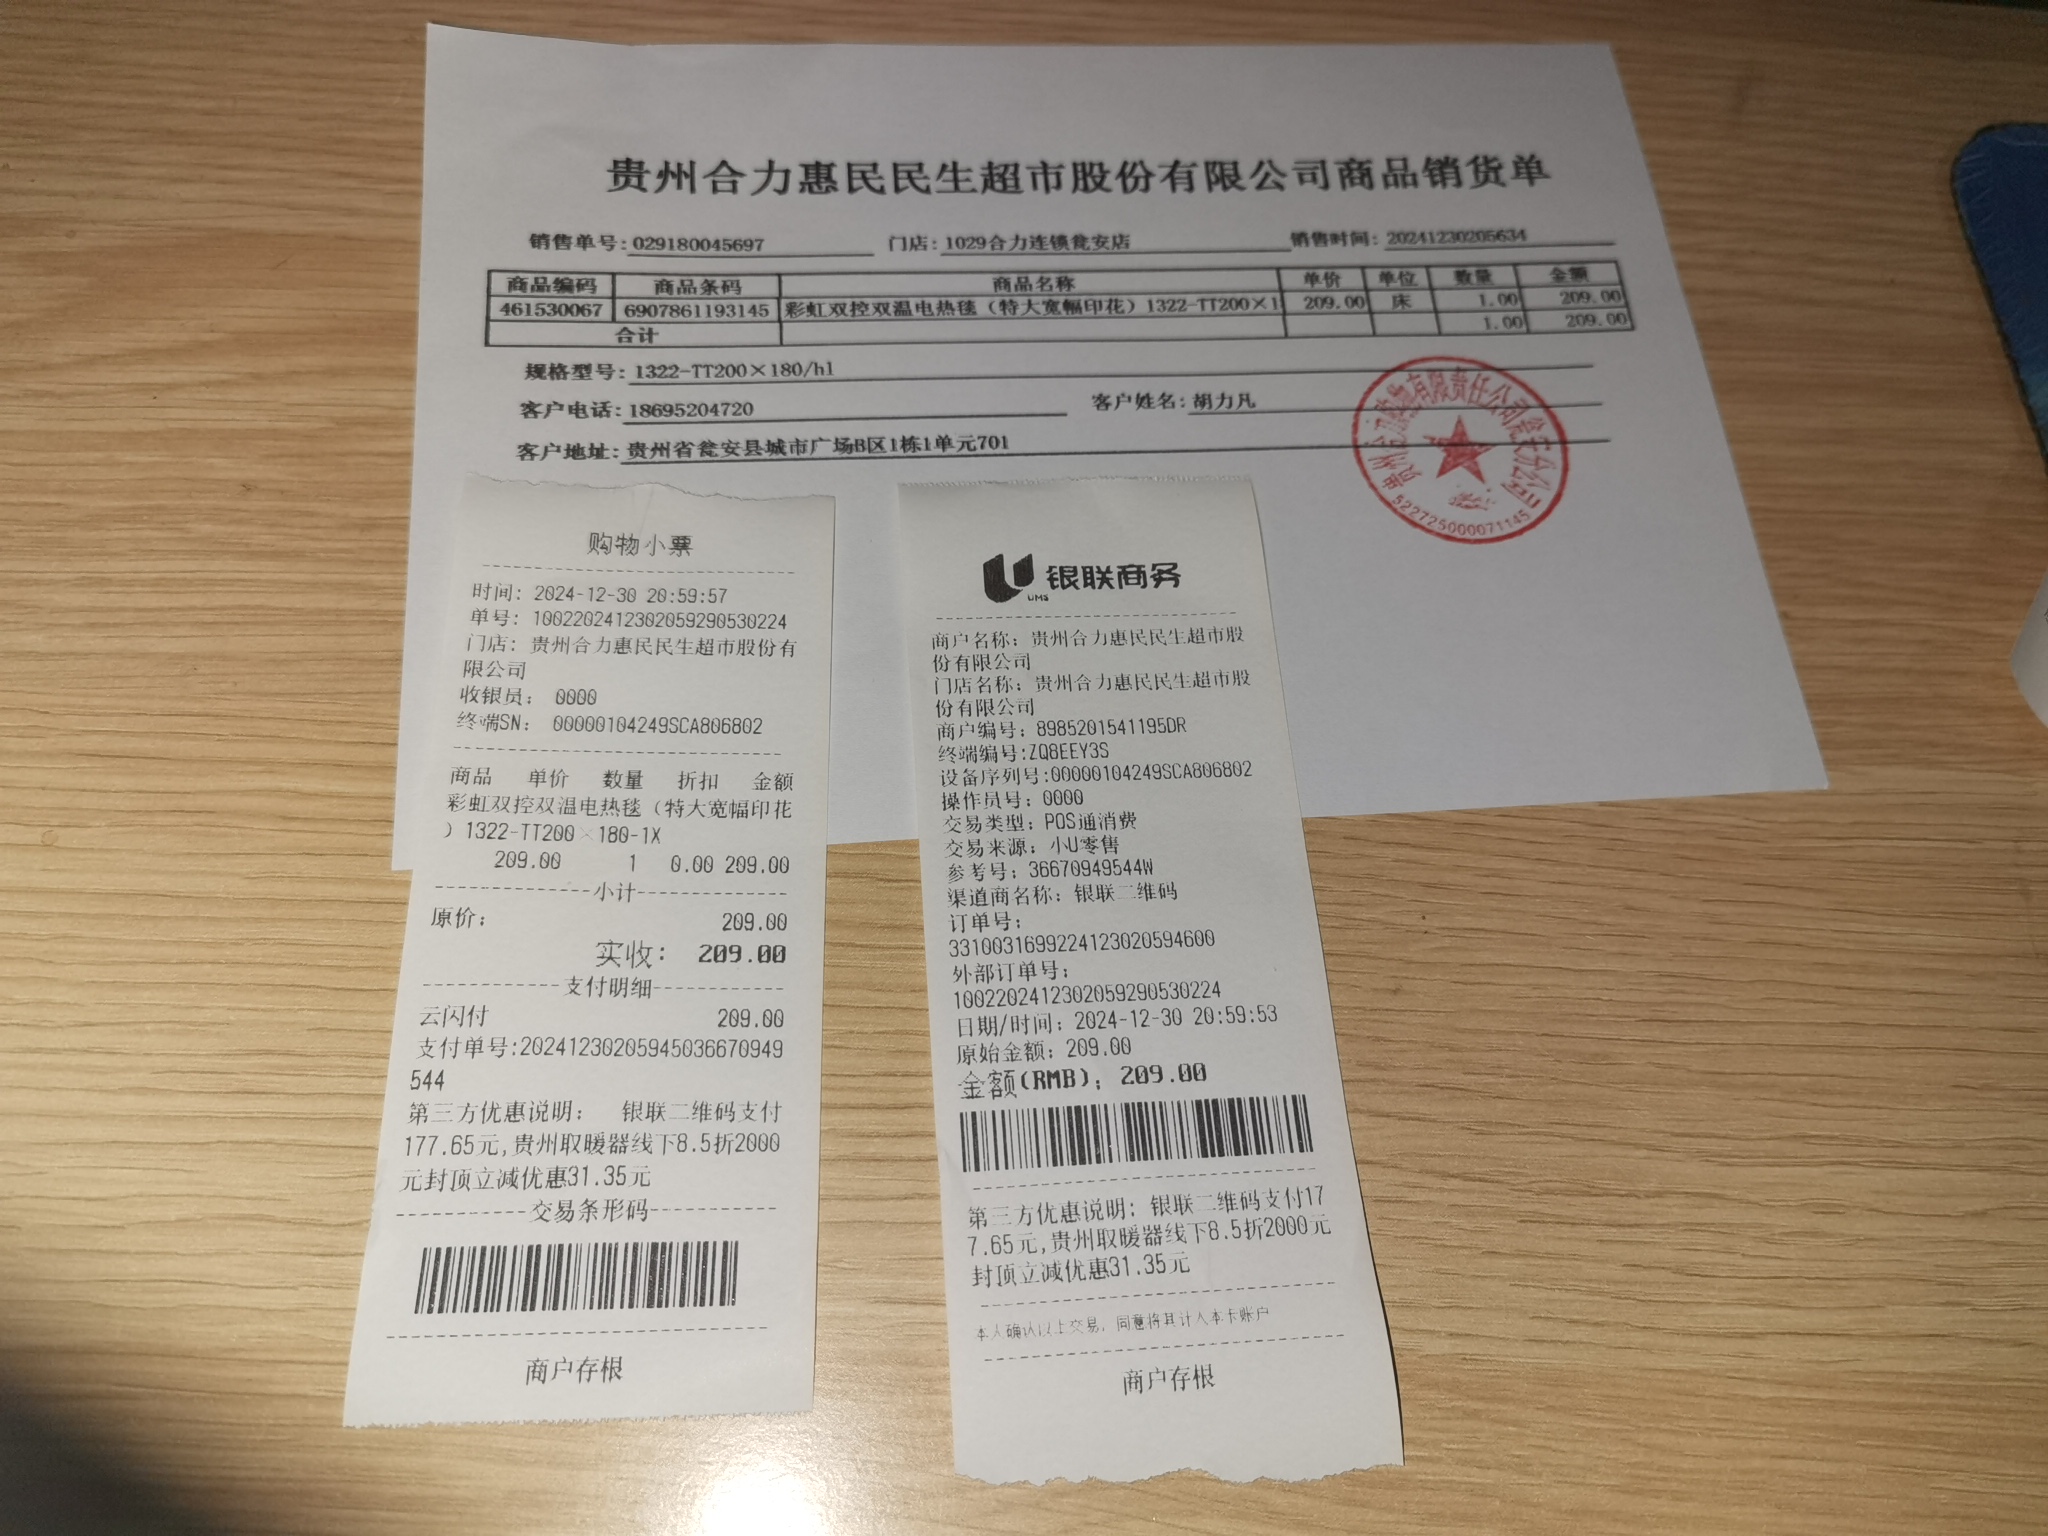 贵州合力惠民民生超市股份有限公司商品销货单
销售单号: 029180045697 门店: 1029合力连锁瓮安店 销售时间: 20241230205634
商品编码 商品条码 商品名称 单价 单位 数量 金额
461530067 6907861193145 彩虹双控双温电热毯（特大宽幅印花）1322-TT200×1 209.00 床 1.00 209.00
合计 1.00 209.00
规格型号: 1322-TT200×180/h1
客户电话: 18695204720 客户姓名: 胡力凡
客户地址: 贵州省瓮安县城市广场B区1栋1单元701
贵州合力购物有限责任公司瓮安分公司
522725000071145
购物小票
时间: 2024-12-30 20:59:57
单号: 1002202412302059290530224
门店: 贵州合力惠民民生超市股份有
限公司
收银员: 0000
终端SN: 00000104249SCA806802
商品 单价 数量 折扣 金额
彩虹双控双温电热毯（特大宽幅印花
）1322-TT200×180-1X
209.00 1 0.00 209.00
小计
原价: 209.00
实收: 209.00
支付明细
云闪付 209.00
支付单号:20241230205945036670949
544
第三方优惠说明: 银联二维码支付
177.65元,贵州取暖器线下8.5折2000
元封顶立减优惠31.35元
交易条形码
商户存根
UMS
银联商务
商户名称: 贵州合力惠民民生超市股
份有限公司
门店名称: 贵州合力惠民民生超市股
份有限公司
商户编号: 8985201541195DR
终端编号:ZQ8EEY3S
设备序列号:00000104249SCA806802
操作员号: 0000
交易类型: POS通消费
交易来源: 小U零售
参考号: 36670949544W
渠道商名称: 银联二维码
订单号:
33100316992241230205946​00
外部订单号:
10022024123020592905​30224
日期/时间: 2024-12-30 20:59:53
原始金额: 209.00
金额(RMB): 209.00
第三方优惠说明: 银联二维码支付17
7.65元,贵州取暖器线下8.5折2000元
封顶立减优惠31.35元
本人确认以上交易, 同意将其计入本卡账户
商户存根